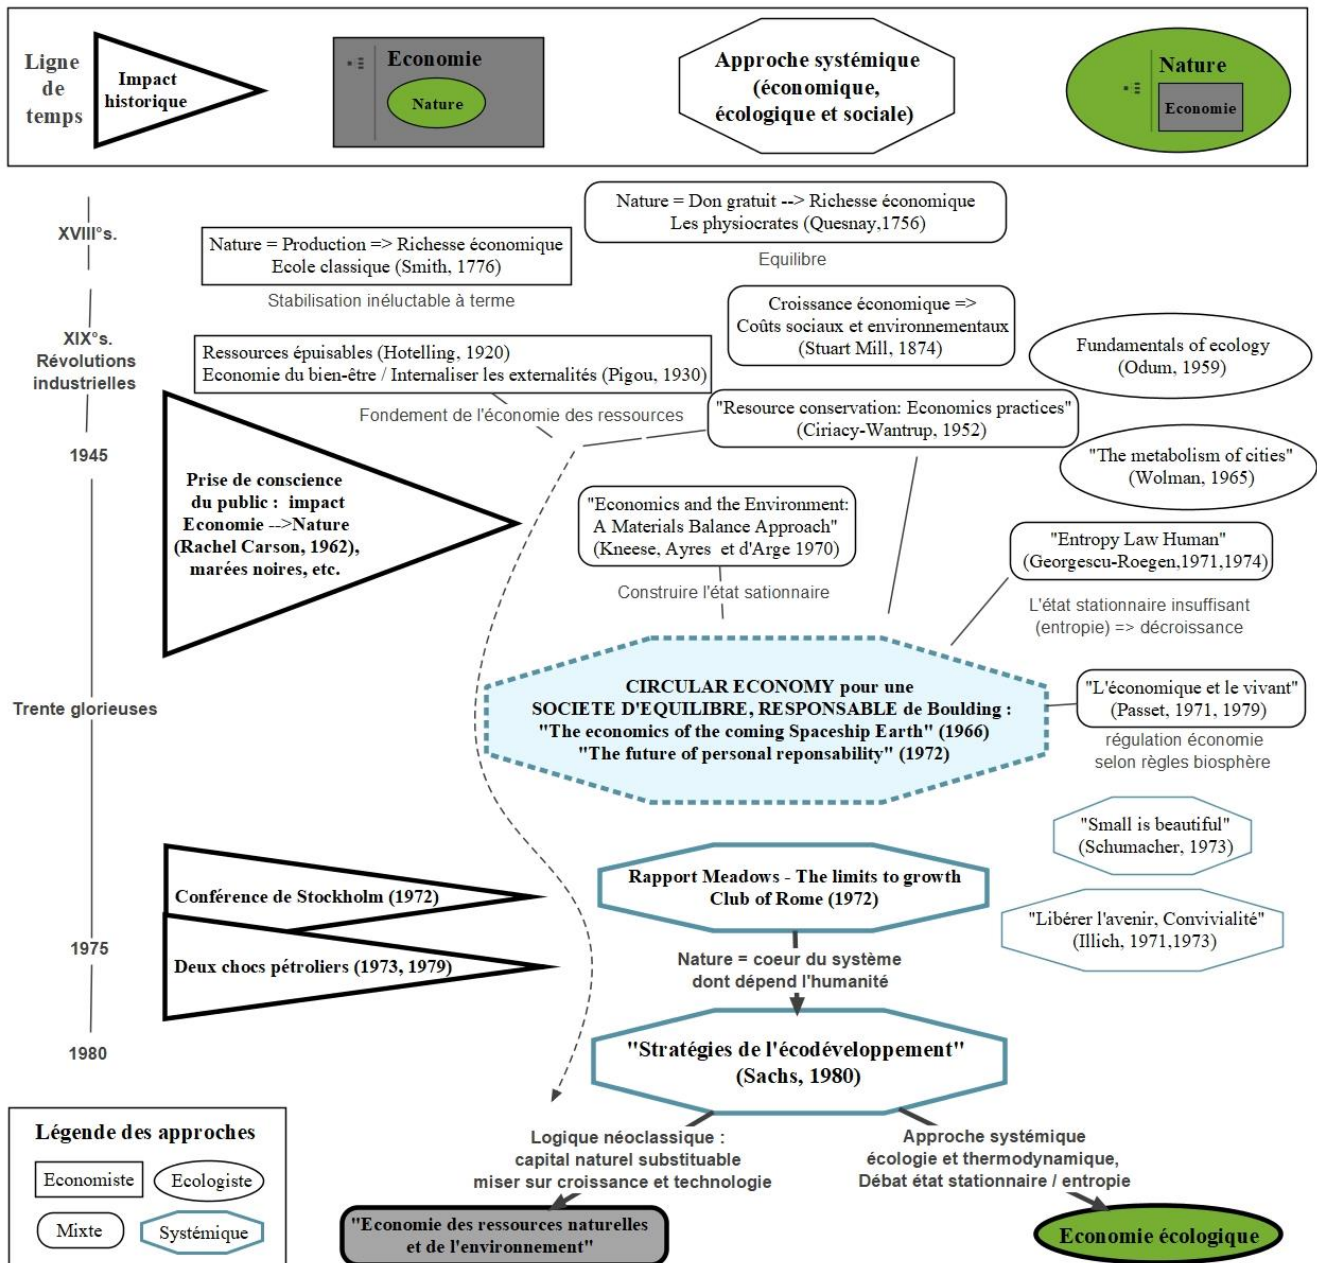 Ligne
de
temps
Impact
historique
Economie
Nature
Approche systémique
(économique,
écologique et sociale)
Nature
Economie
XVIII°s.
Nature = Don gratuit --> Richesse économique
Les physiocrates (Quesnay,1756)
Equilibre
Nature = Production => Richesse économique
Ecole classique (Smith, 1776)
Stabilisation inéluctable à terme
XIX°s.
Révolutions
industrielles
Croissance économique =>
Coûts sociaux et environnementaux
(Stuart Mill, 1874)
Fundamentals of ecology
(Odum, 1959)
Ressources épuisables (Hotelling, 1920)
Economie du bien-être / Internaliser les externalités (Pigou, 1930)
Fondement de l'économie des ressources
"Resource conservation: Economics practices"
(Ciriacy-Wantrup, 1952)
1945
"The metabolism of cities"
(Wolman, 1965)
Prise de conscience
du public : impact
Economie -->Nature
(Rachel Carson, 1962),
marées noires, etc.
"Economics and the Environment:
A Materials Balance Approach"
(Kneese, Ayres et d'Arge 1970)
Construire l'état sationnaire
"Entropy Law Human"
(Georgescu-Roegen,1971,1974)
L'état stationnaire insuffisant
(entropie) => décroissance
Trente glorieuses
CIRCULAR ECONOMY pour une
SOCIETE D'EQUILIBRE, RESPONSABLE de Boulding :
"The economics of the coming Spaceship Earth" (1966)
"The future of personal reponsability" (1972)
"L'économique et le vivant"
(Passet, 1971, 1979)
régulation économie
selon règles biosphère
"Small is beautiful"
(Schumacher, 1973)
Conférence de Stockholm (1972)
Rapport Meadows - The limits to growth
Club of Rome (1972)
"Libérer l'avenir, Convivialité"
(Illich, 1971,1973)
1975
Deux chocs pétroliers (1973, 1979)
Nature = coeur du système
dont dépend l'humanité
1980
"Stratégies de l'écodéveloppement"
(Sachs, 1980)
Légende des approches
Economiste
Ecologiste
Mixte
Systémique
Logique néoclassique :
capital naturel substituable
miser sur croissance et technologie
Approche systémique
écologie et thermodynamique,
Débat état stationnaire / entropie
"Economie des ressources naturelles
et de l'environnement"
Economie écologique